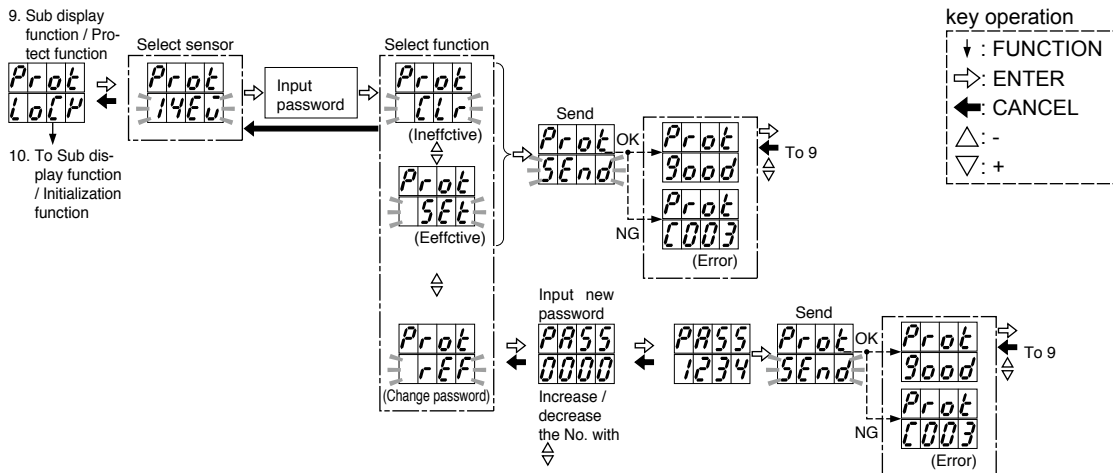 9. Sub display
function / Pro-
tect function
Prot
LoCK
10. To Sub dis-
play function
/ Initialization
function
Select sensor
Prot
14EV
Input
password
Select function
Prot
CLr
(Ineffctive)
Prot
SEt
(Eeffctive)
Prot
rEF
(Change password)
Send
Prot
SEnd
OK
NG
Prot
good
Prot
C003
(Error)
To 9
Input new
password
PASS
0000
Increase /
decrease
the No. with
PASS
1234
Send
Prot
SEnd
OK
NG
Prot
good
Prot
C003
(Error)
To 9
key operation
: FUNCTION
: ENTER
: CANCEL
: -
: +